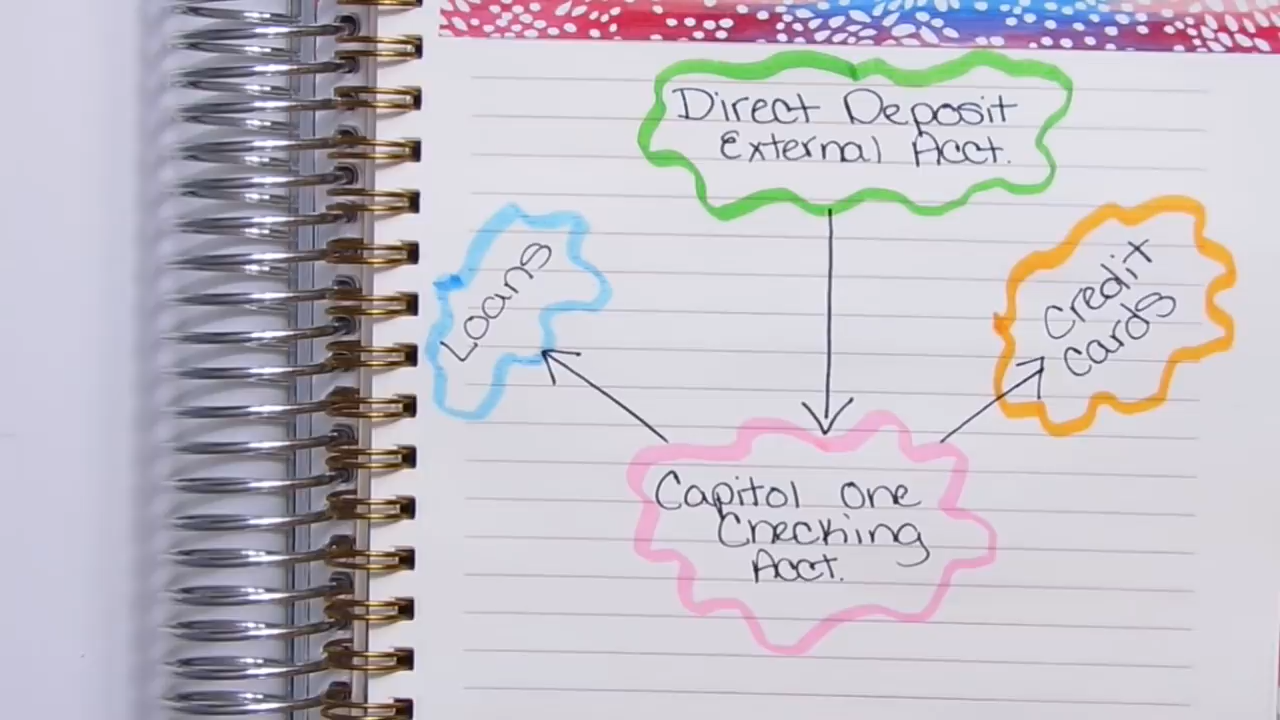 Direct Deposit
External Acct.
Loans
Credit
Cards
Capitol One
Checking
Acct.